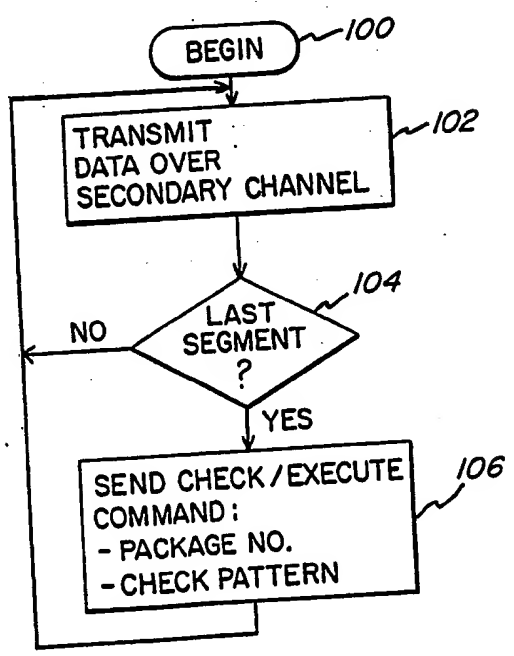 BEGIN
100
TRANSMIT
DATA OVER
SECONDARY CHANNEL
102
LAST
SEGMENT
?
104
NO
YES
SEND CHECK/EXECUTE
COMMAND:
- PACKAGE NO.
- CHECK PATTERN
106